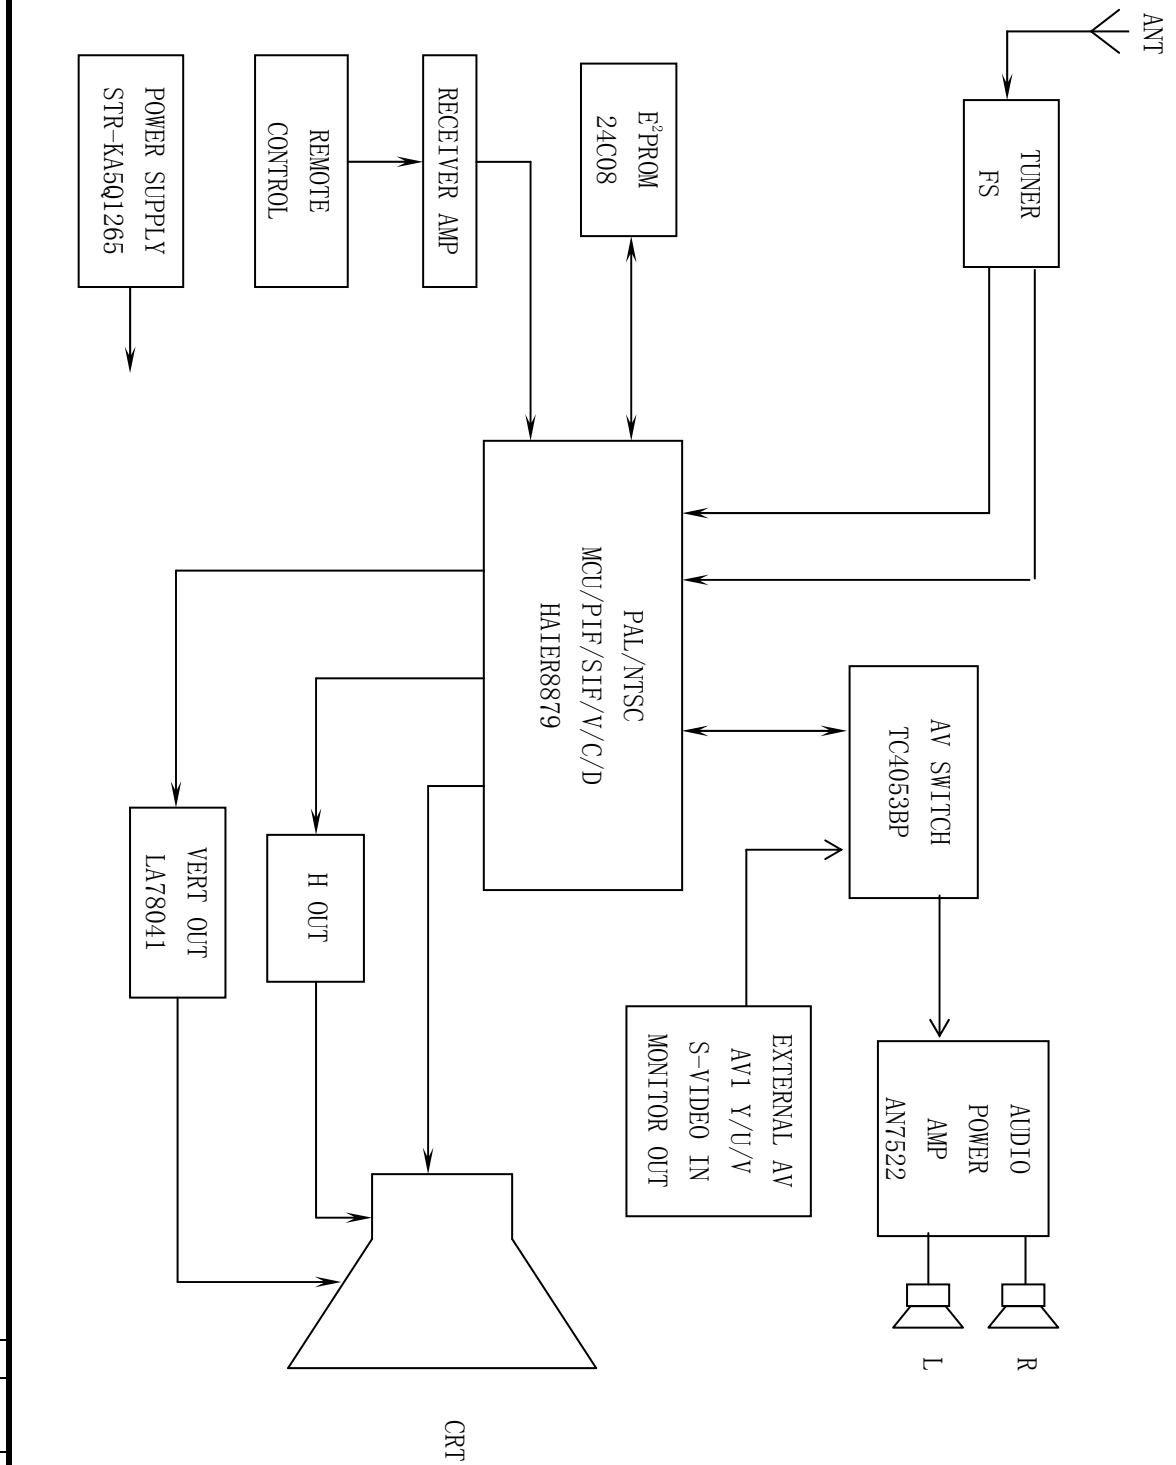 ANT
TUNER
FS
E²PROM
24C08
RECEIVER AMP
REMOTE
CONTROL
POWER SUPPLY
STR-KA5Q1265
PAL/NTSC
MCU/PIF/SIF/V/C/D
HAIER8879
AV SWITCH
TC4053BP
VERT OUT
LA78041
H OUT
EXTERNAL AV
AV1 Y/U/V
S-VIDEO IN
MONITOR OUT
AUDIO
POWER
AMP
AN7522
R
L
CRT